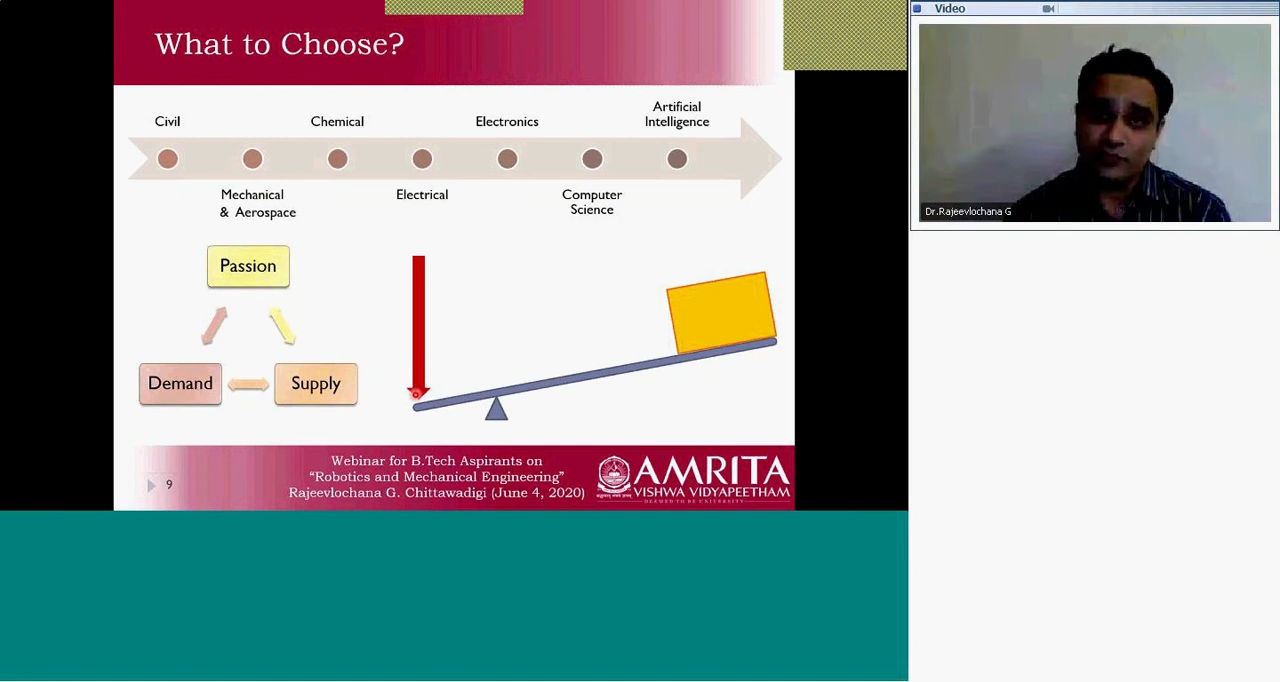 What to Choose?
Artificial
Intelligence
Civil
Chemical
Electronics
Mechanical
& Aerospace
Electrical
Computer
Science
Passion
Demand
Supply
Webinar for B.Tech Aspirants on
“Robotics and Mechanical Engineering”
Rajeevlochana G. Chittawadigi (June 4, 2020)
9
AMRITA
VISHWA VIDYAPEETHAM
DEEMED TO BE UNIVERSITY
Video
Dr.Rajeevlochana G